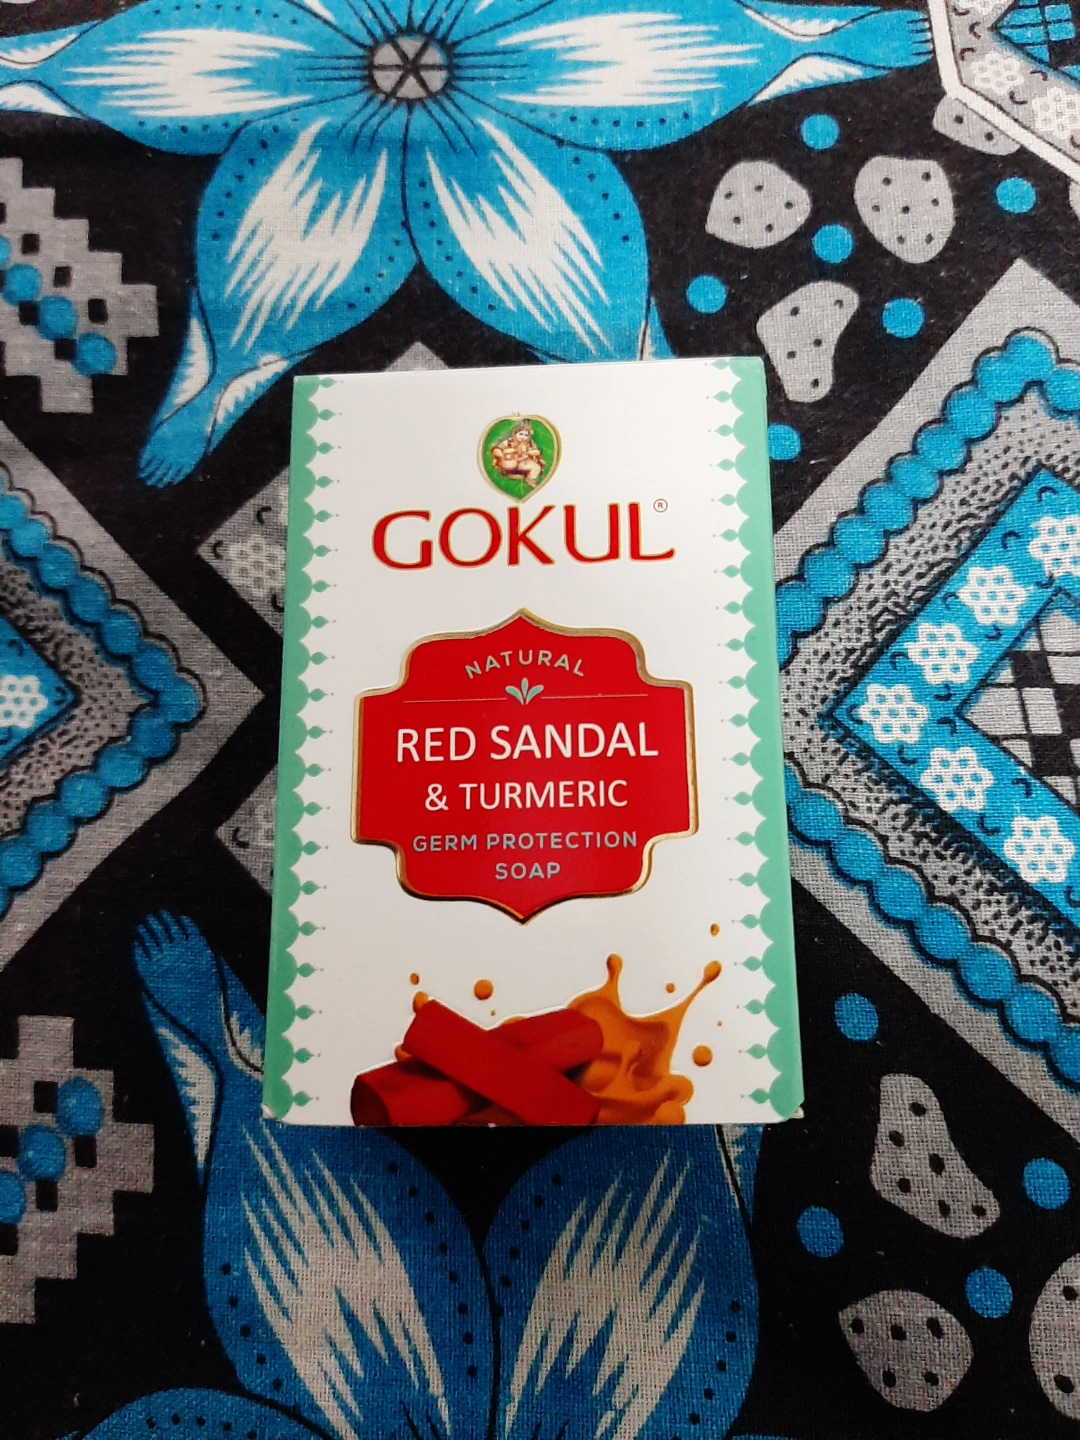 GOKUL®
NATURAL
RED SANDAL
& TURMERIC
GERM PROTECTION
SOAP